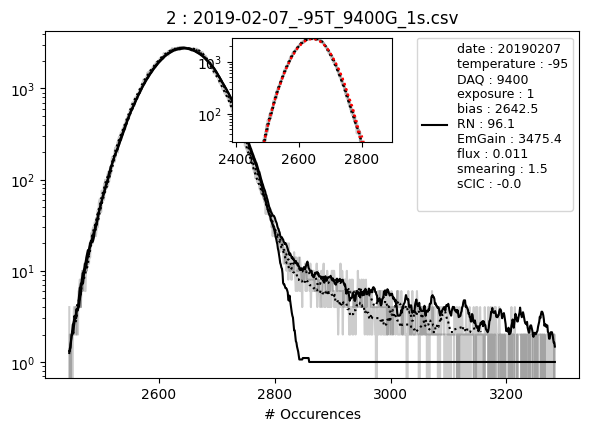 2 : 2019-02-07_-95T_9400G_1s.csv
10³
10²
10¹
10⁰
10³
10²
2400 2600 2800
date : 20190207
temperature : -95
DAQ : 9400
exposure : 1
bias : 2642.5
RN : 96.1
EmGain : 3475.4
flux : 0.011
smearing : 1.5
sCIC : -0.0
2600 2800 3000 3200
# Occurences